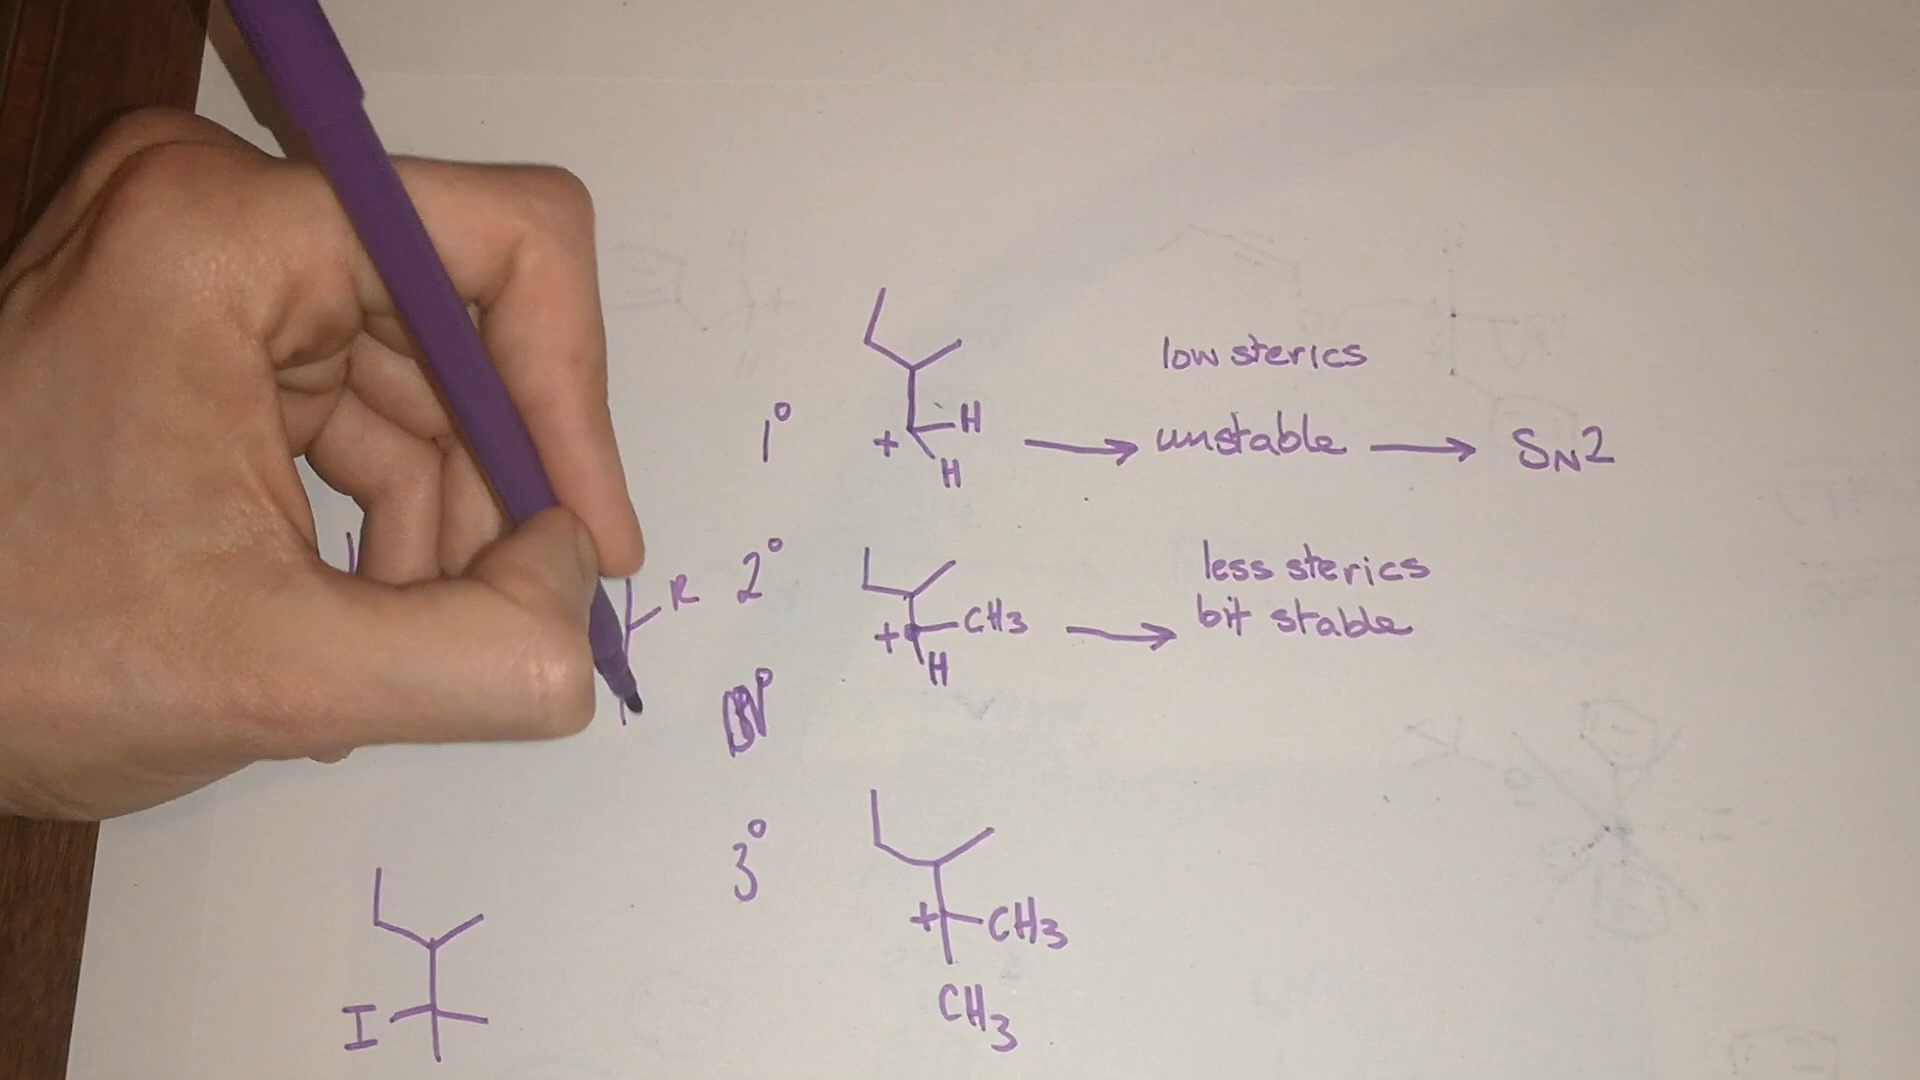 low sterics
1° + H H → unstable → SN2
R
less sterics
2° + CH3 H → bit stable
3° + CH3
CH3
I